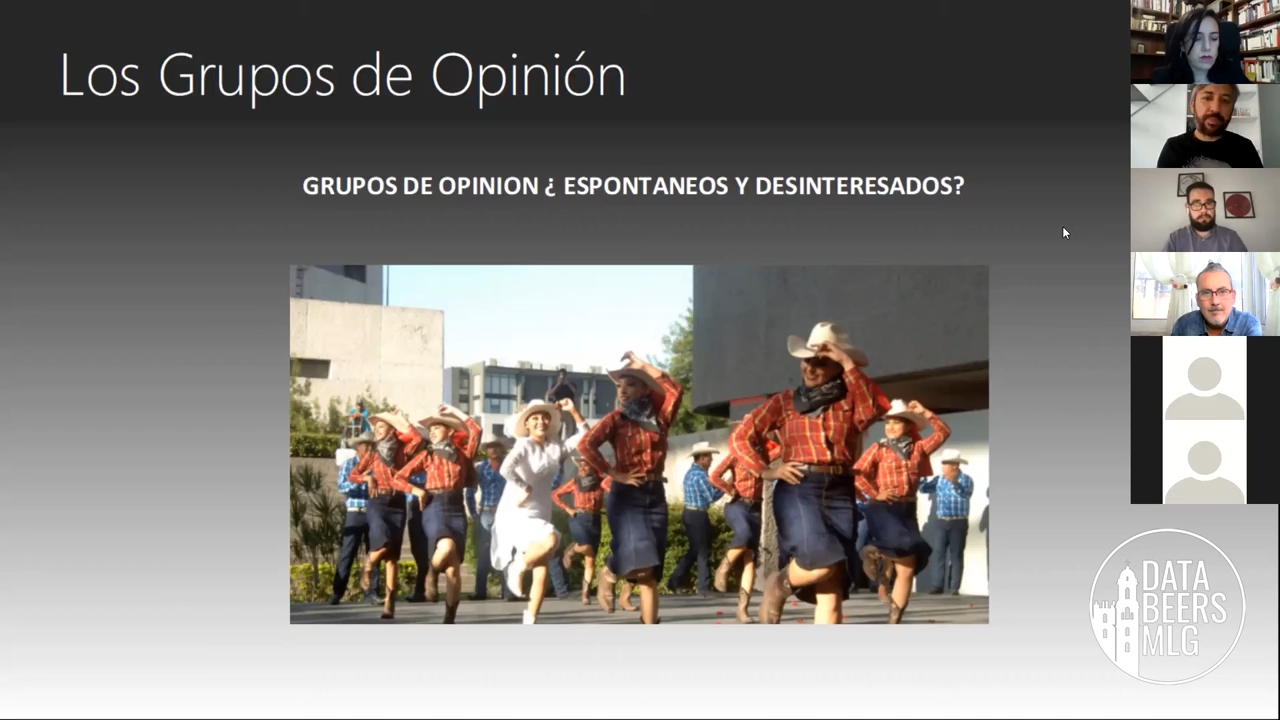 Los Grupos de Opinión
GRUPOS DE OPINION ¿ ESPONTANEOS Y DESINTERESADOS?
DATA
BEERS
MLG